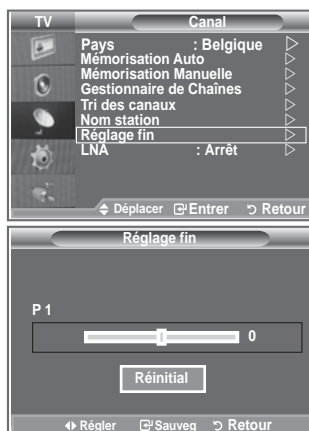 TV Canal
Pays : Belgique
Mémorisation Auto
Mémorisation Manuelle
Gestionnaire de Chaînes
Tri des canaux
Nom station
Réglage fin
LNA : Arrêt
Déplacer Entrer Retour
Réglage fin
P 1
0
Réinitial
Régler Sauveg Retour